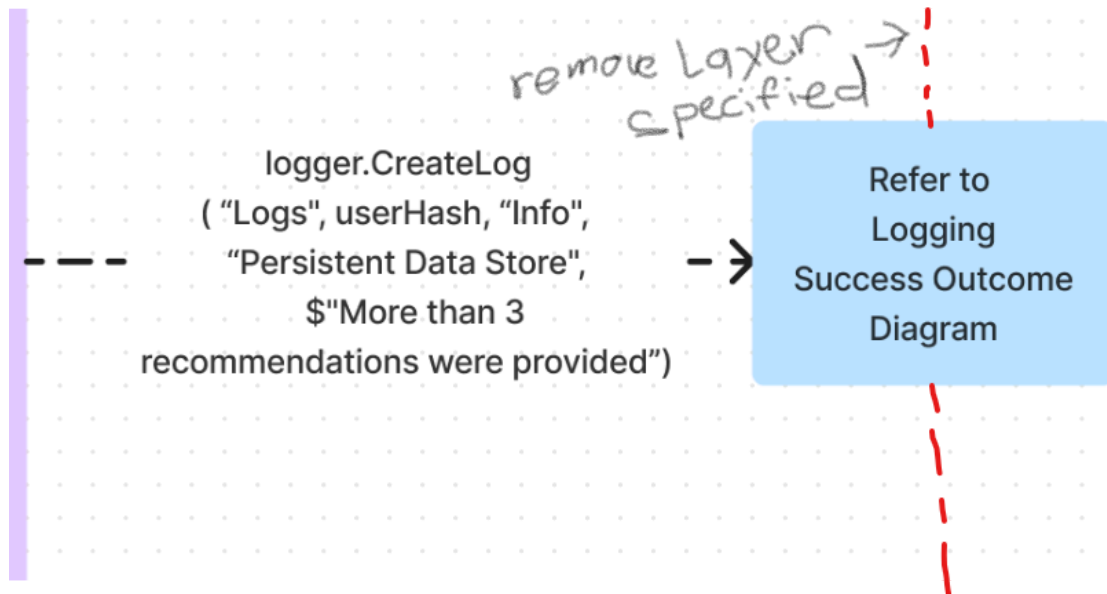 remove Layer
specified
logger.CreateLog
( “Logs", userHash, “Info",
“Persistent Data Store",
$"More than 3
recommendations were provided”)
Refer to
Logging
Success Outcome
Diagram